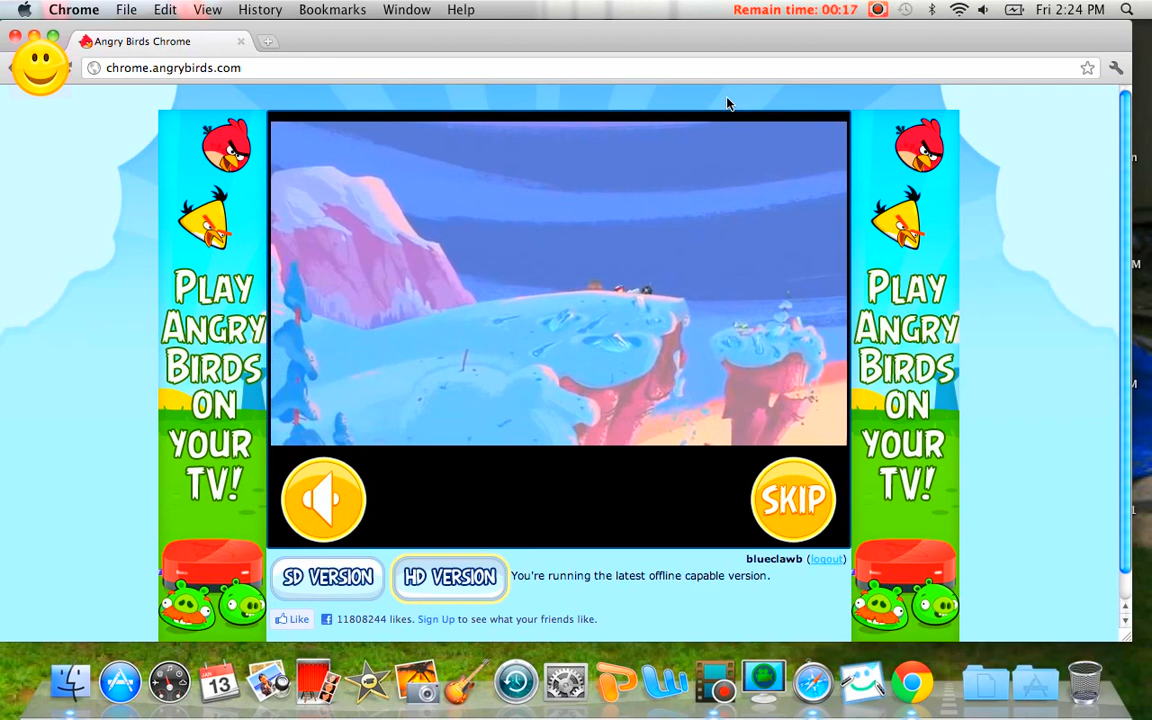 Chrome File Edit View History Bookmarks Window Help Remain time: 00:17 Fri 2:24 PM
Angry Birds Chrome
chrome.angrybirds.com
PLAY
ANGRY
BIRDS
ON
YOUR
TV!
PLAY
ANGRY
BIRDS
ON
YOUR
TV!
SKIP
blueclawb (logout)
SD VERSION HD VERSION You're running the latest offline capable version.
Like 11808244 likes. Sign Up to see what your friends like.
JAN
13